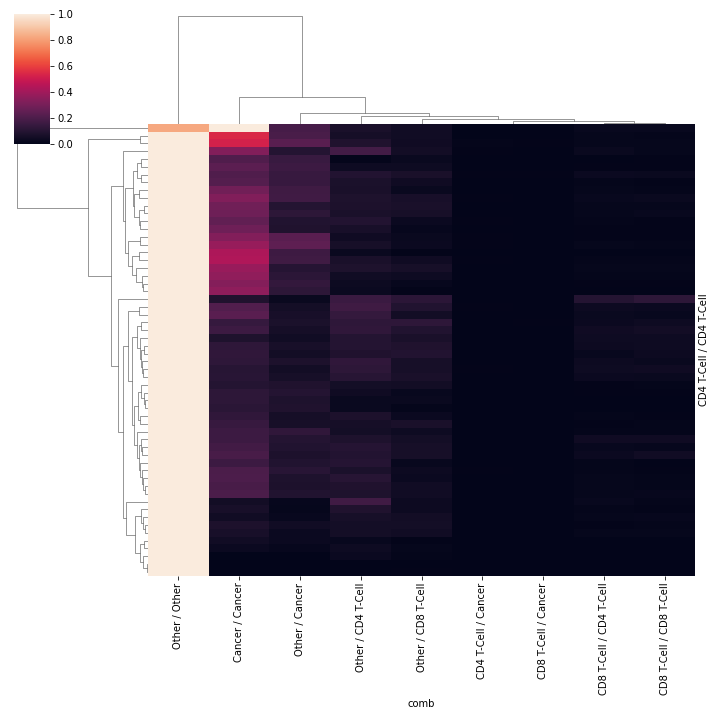 1.0
0.8
0.6
0.4
0.2
0.0
CD4 T-Cell / CD4 T-Cell
Other / Other
Cancer / Cancer
Other / Cancer
Other / CD4 T-Cell
Other / CD8 T-Cell
CD4 T-Cell / Cancer
CD8 T-Cell / Cancer
CD8 T-Cell / CD4 T-Cell
CD8 T-Cell / CD8 T-Cell
comb